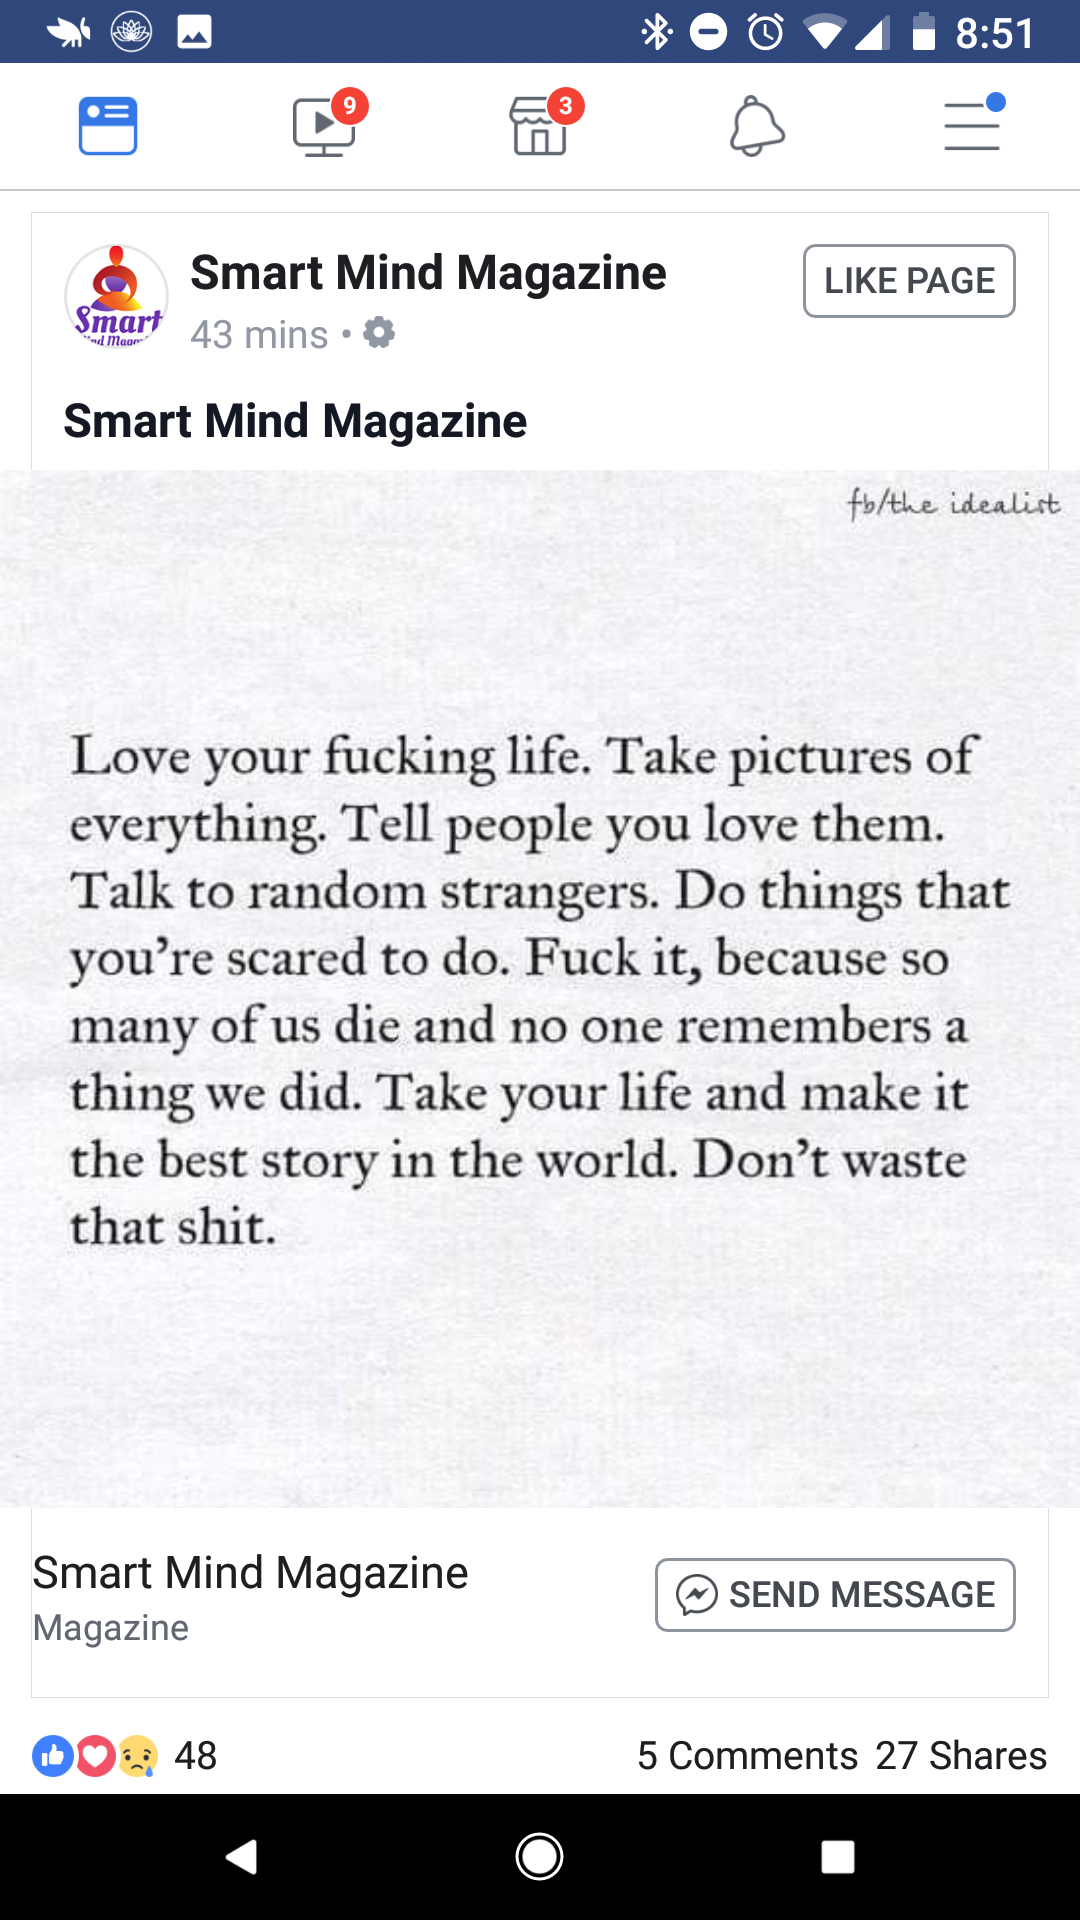 8:51
9
3
Smart Mind Magazine
LIKE PAGE
43 mins •
Smart
Smart Mind Magazine
fb/the idealist
Love your fucking life. Take pictures of
everything. Tell people you love them.
Talk to random strangers. Do things that
you're scared to do. Fuck it, because so
many of us die and no one remembers a
thing we did. Take your life and make it
the best story in the world. Don't waste
that shit.
Smart Mind Magazine
SEND MESSAGE
Magazine
48
5 Comments 27 Shares